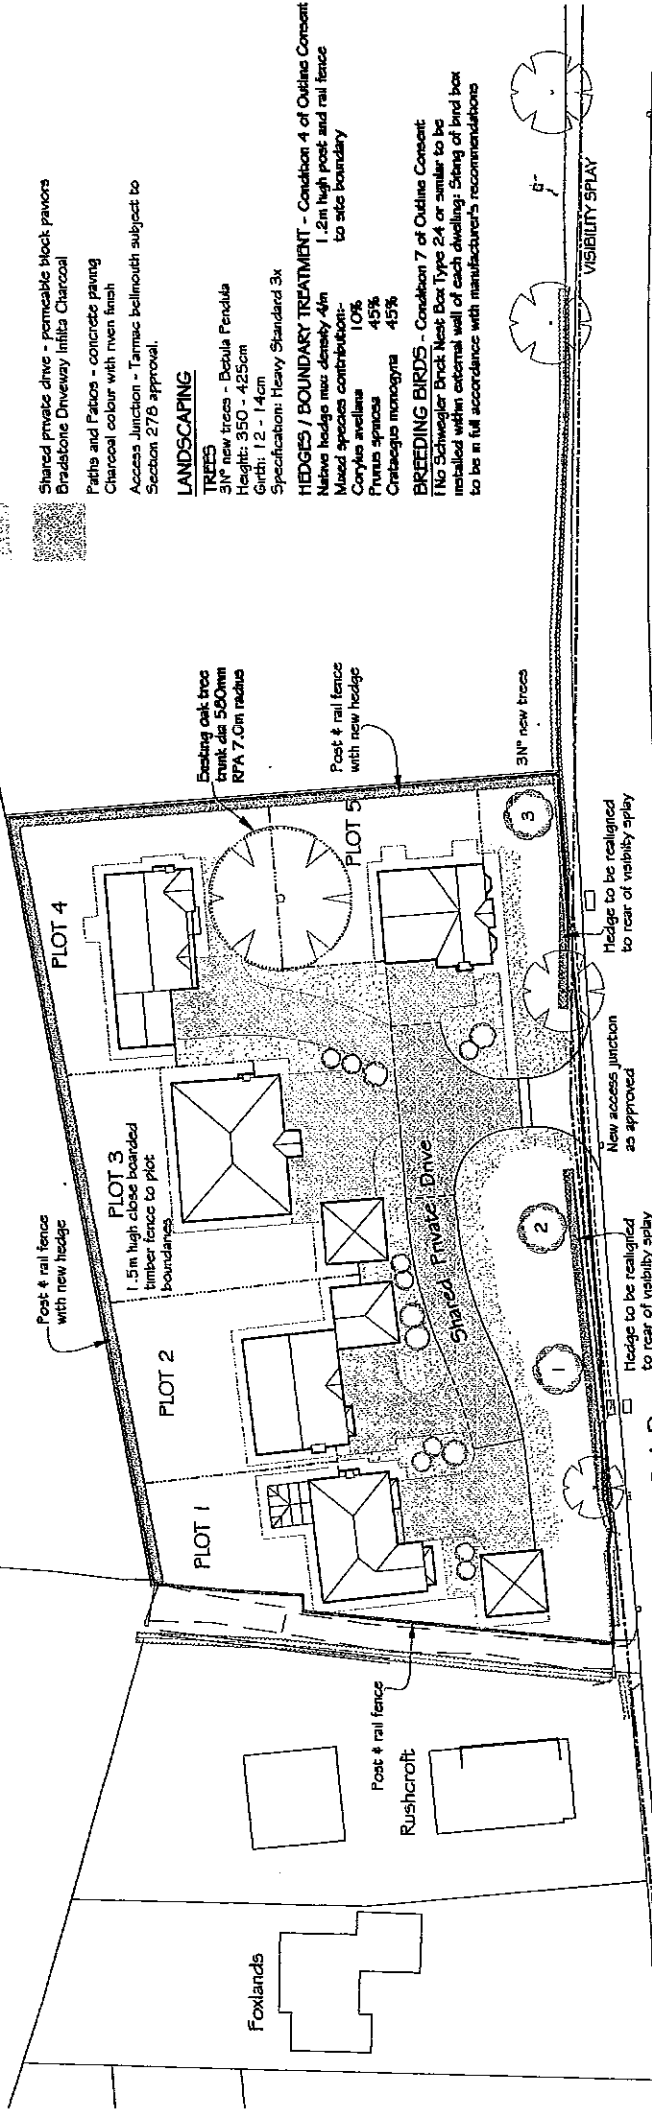 Shared private drive - permeable block paviors
Bradstone Driveway Infilta Charcoal
Paths and Patios - concrete paving
Charcoal colour with riven finish
Access Junction - Tarmac bellmouth subject to
Section 278 approval.
LANDSCAPING
TREES
3Nº new trees - Betula Pendula
Height: 350 - 425cm
Girth: 12 - 14cm
Specification: Heavy Standard 3x
HEDGES / BOUNDARY TREATMENT - Condition 4 of Outline Consent
Native hedge max density 4/m 1.2m high post and rail fence
Mixed species contribution:- to site boundary
Corylus avellana 10%
Prunus spinosa 45%
Crataegus monogyna 45%
BREEDING BIRDS - Condition 7 of Outline Consent
1No Schwegler Brick Nest Box Type 24 or similar to be
installed within external wall of each dwelling: Siting of bird box
to be in full accordance with manufacturer's recommendations
VISIBILITY SPLAY
Existing oak tree
trunk dia 580mm
RPA 7.0m radius
Post & rail fence
with new hedge
3Nº new trees
PLOT 4
PLOT 5
3
Hedge to be realigned
to rear of visibility splay
Post & rail fence
with new hedge
PLOT 3
1.5m high close boarded
timber fence to plot
boundaries
Shared Private Drive
New access junction
as approved
2
PLOT 2
1
Hedge to be realigned
to rear of visibility splay
PLOT 1
Post & rail fence
Rushcroft
Foxlands